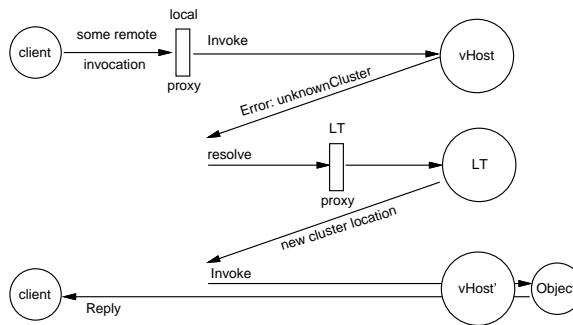 local
some remote
Invoke
client
vHost
invocation
proxy
Error: unknownCluster
LT
resolve
LT
proxy
new cluster location
Invoke
client
vHost'
Object
Reply